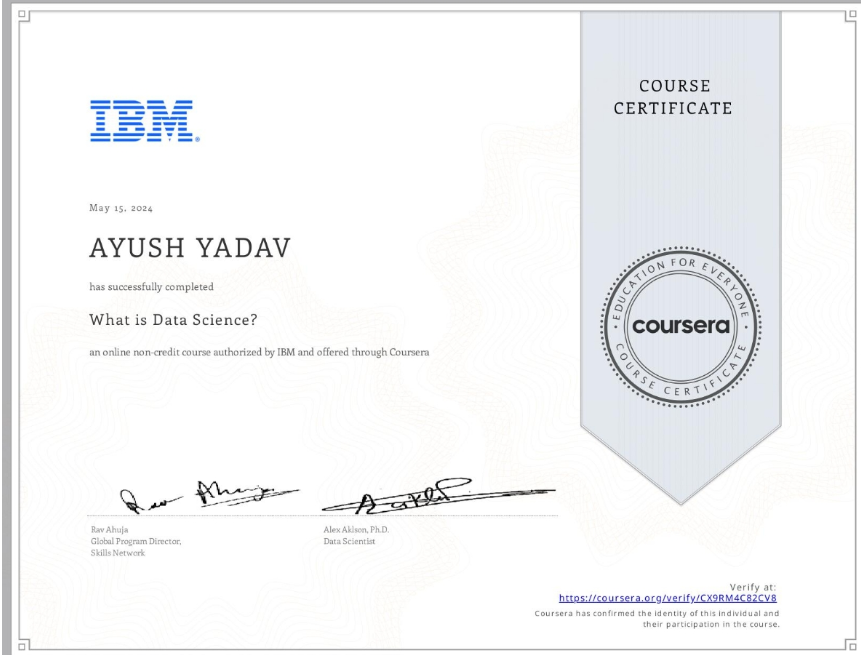 IBM®
COURSE
CERTIFICATE
May 15, 2024
AYUSH YADAV
has successfully completed
What is Data Science?
an online non-credit course authorized by IBM and offered through Coursera
EDUCATION FOR EVERYONE
coursera
COURSE CERTIFICATE
Rav Ahuja
Global Program Director,
Skills Network
Alex Aklson, Ph.D.
Data Scientist
Verify at:
https://coursera.org/verify/CX9RM4C82CV8
Coursera has confirmed the identity of this individual and
their participation in the course.